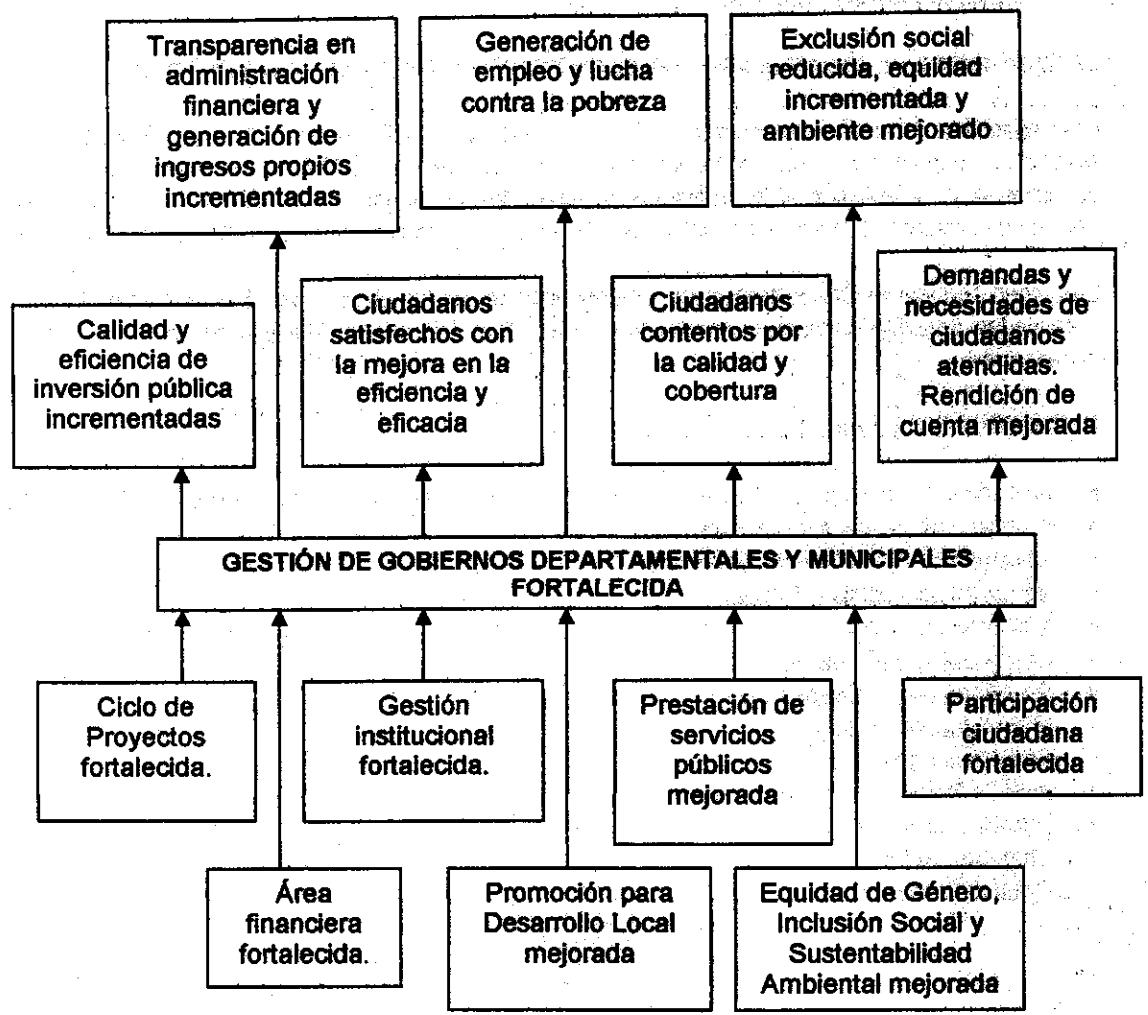 Transparencia en
administración
financiera y
generación de
ingresos propios
incrementadas
Generación de
empleo y lucha
contra la pobreza
Exclusión social
reducida, equidad
incrementada y
ambiente mejorado
Calidad y
eficiencia de
inversión pública
incrementadas
Ciudadanos
satisfechos con
la mejora en la
eficiencia y
eficacia
Ciudadanos
contentos por
la calidad y
cobertura
Demandas y
necesidades de
ciudadanos
atendidas.
Rendición de
cuenta mejorada
GESTIÓN DE GOBIERNOS DEPARTAMENTALES Y MUNICIPALES
FORTALECIDA
Ciclo de
Proyectos
fortalecida.
Gestión
institucional
fortalecida.
Prestación de
servicios
públicos
mejorada
Participación
ciudadana
fortalecida
Área
financiera
fortalecida.
Promoción para
Desarrollo Local
mejorada
Equidad de Género,
Inclusión Social y
Sustentabilidad
Ambiental mejorada